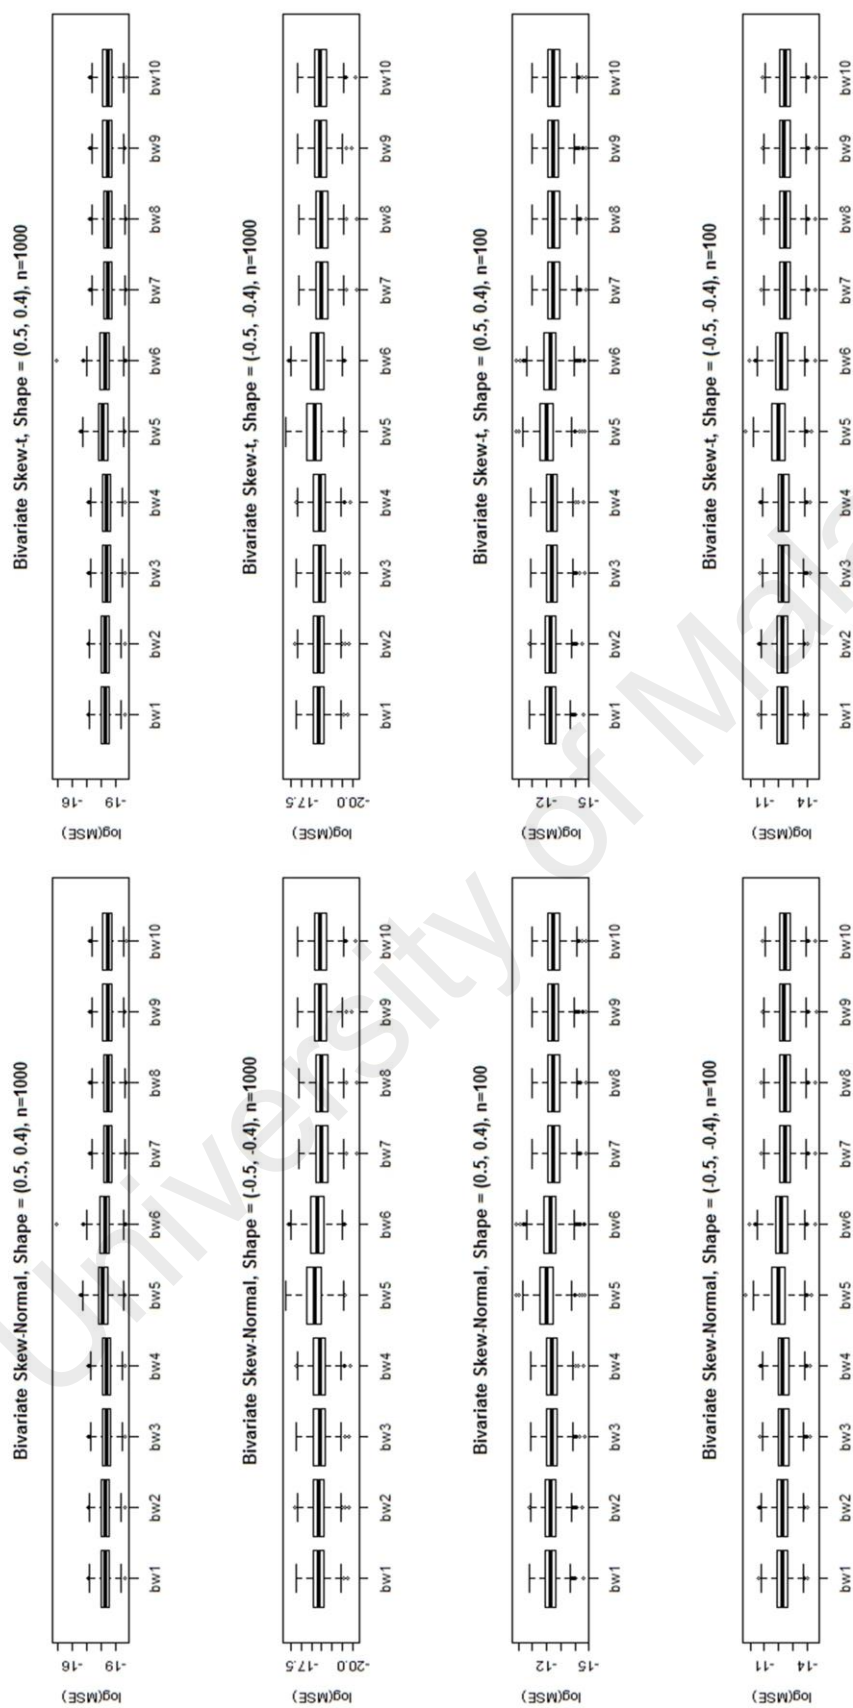 Bivariate Skew-Normal, Shape = (0.5, 0.4), n=1000
log(MSE)
-16
-19
bw1 bw2 bw3 bw4 bw5 bw6 bw7 bw8 bw9 bw10
Bivariate Skew-t, Shape = (0.5, 0.4), n=1000
log(MSE)
-16
-19
bw1 bw2 bw3 bw4 bw5 bw6 bw7 bw8 bw9 bw10
Bivariate Skew-Normal, Shape = (-0.5, -0.4), n=1000
log(MSE)
-17.5
-20.0
bw1 bw2 bw3 bw4 bw5 bw6 bw7 bw8 bw9 bw10
Bivariate Skew-t, Shape = (-0.5, -0.4), n=1000
log(MSE)
-17.5
-20.0
bw1 bw2 bw3 bw4 bw5 bw6 bw7 bw8 bw9 bw10
Bivariate Skew-Normal, Shape = (0.5, 0.4), n=100
log(MSE)
-12
-15
bw1 bw2 bw3 bw4 bw5 bw6 bw7 bw8 bw9 bw10
Bivariate Skew-t, Shape = (0.5, 0.4), n=100
log(MSE)
-12
-15
bw1 bw2 bw3 bw4 bw5 bw6 bw7 bw8 bw9 bw10
Bivariate Skew-Normal, Shape = (-0.5, -0.4), n=100
log(MSE)
-11
-14
bw1 bw2 bw3 bw4 bw5 bw6 bw7 bw8 bw9 bw10
Bivariate Skew-t, Shape = (-0.5, -0.4), n=100
log(MSE)
-11
-14
bw1 bw2 bw3 bw4 bw5 bw6 bw7 bw8 bw9 bw10
University of Mala